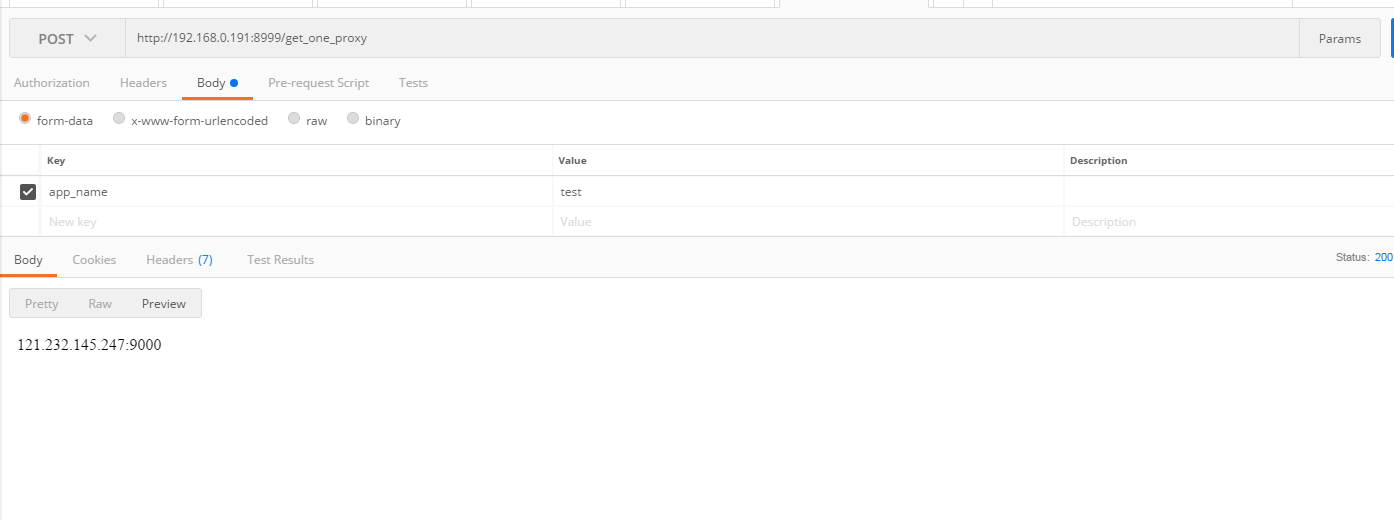 POST http://192.168.0.191:8999/get_one_proxy Params
Authorization Headers Body Pre-request Script Tests
form-data x-www-form-urlencoded raw binary
Key Value Description
app_name test
New key Value Description
Body Cookies Headers (7) Test Results Status: 200
Pretty Raw Preview
121.232.145.247:9000